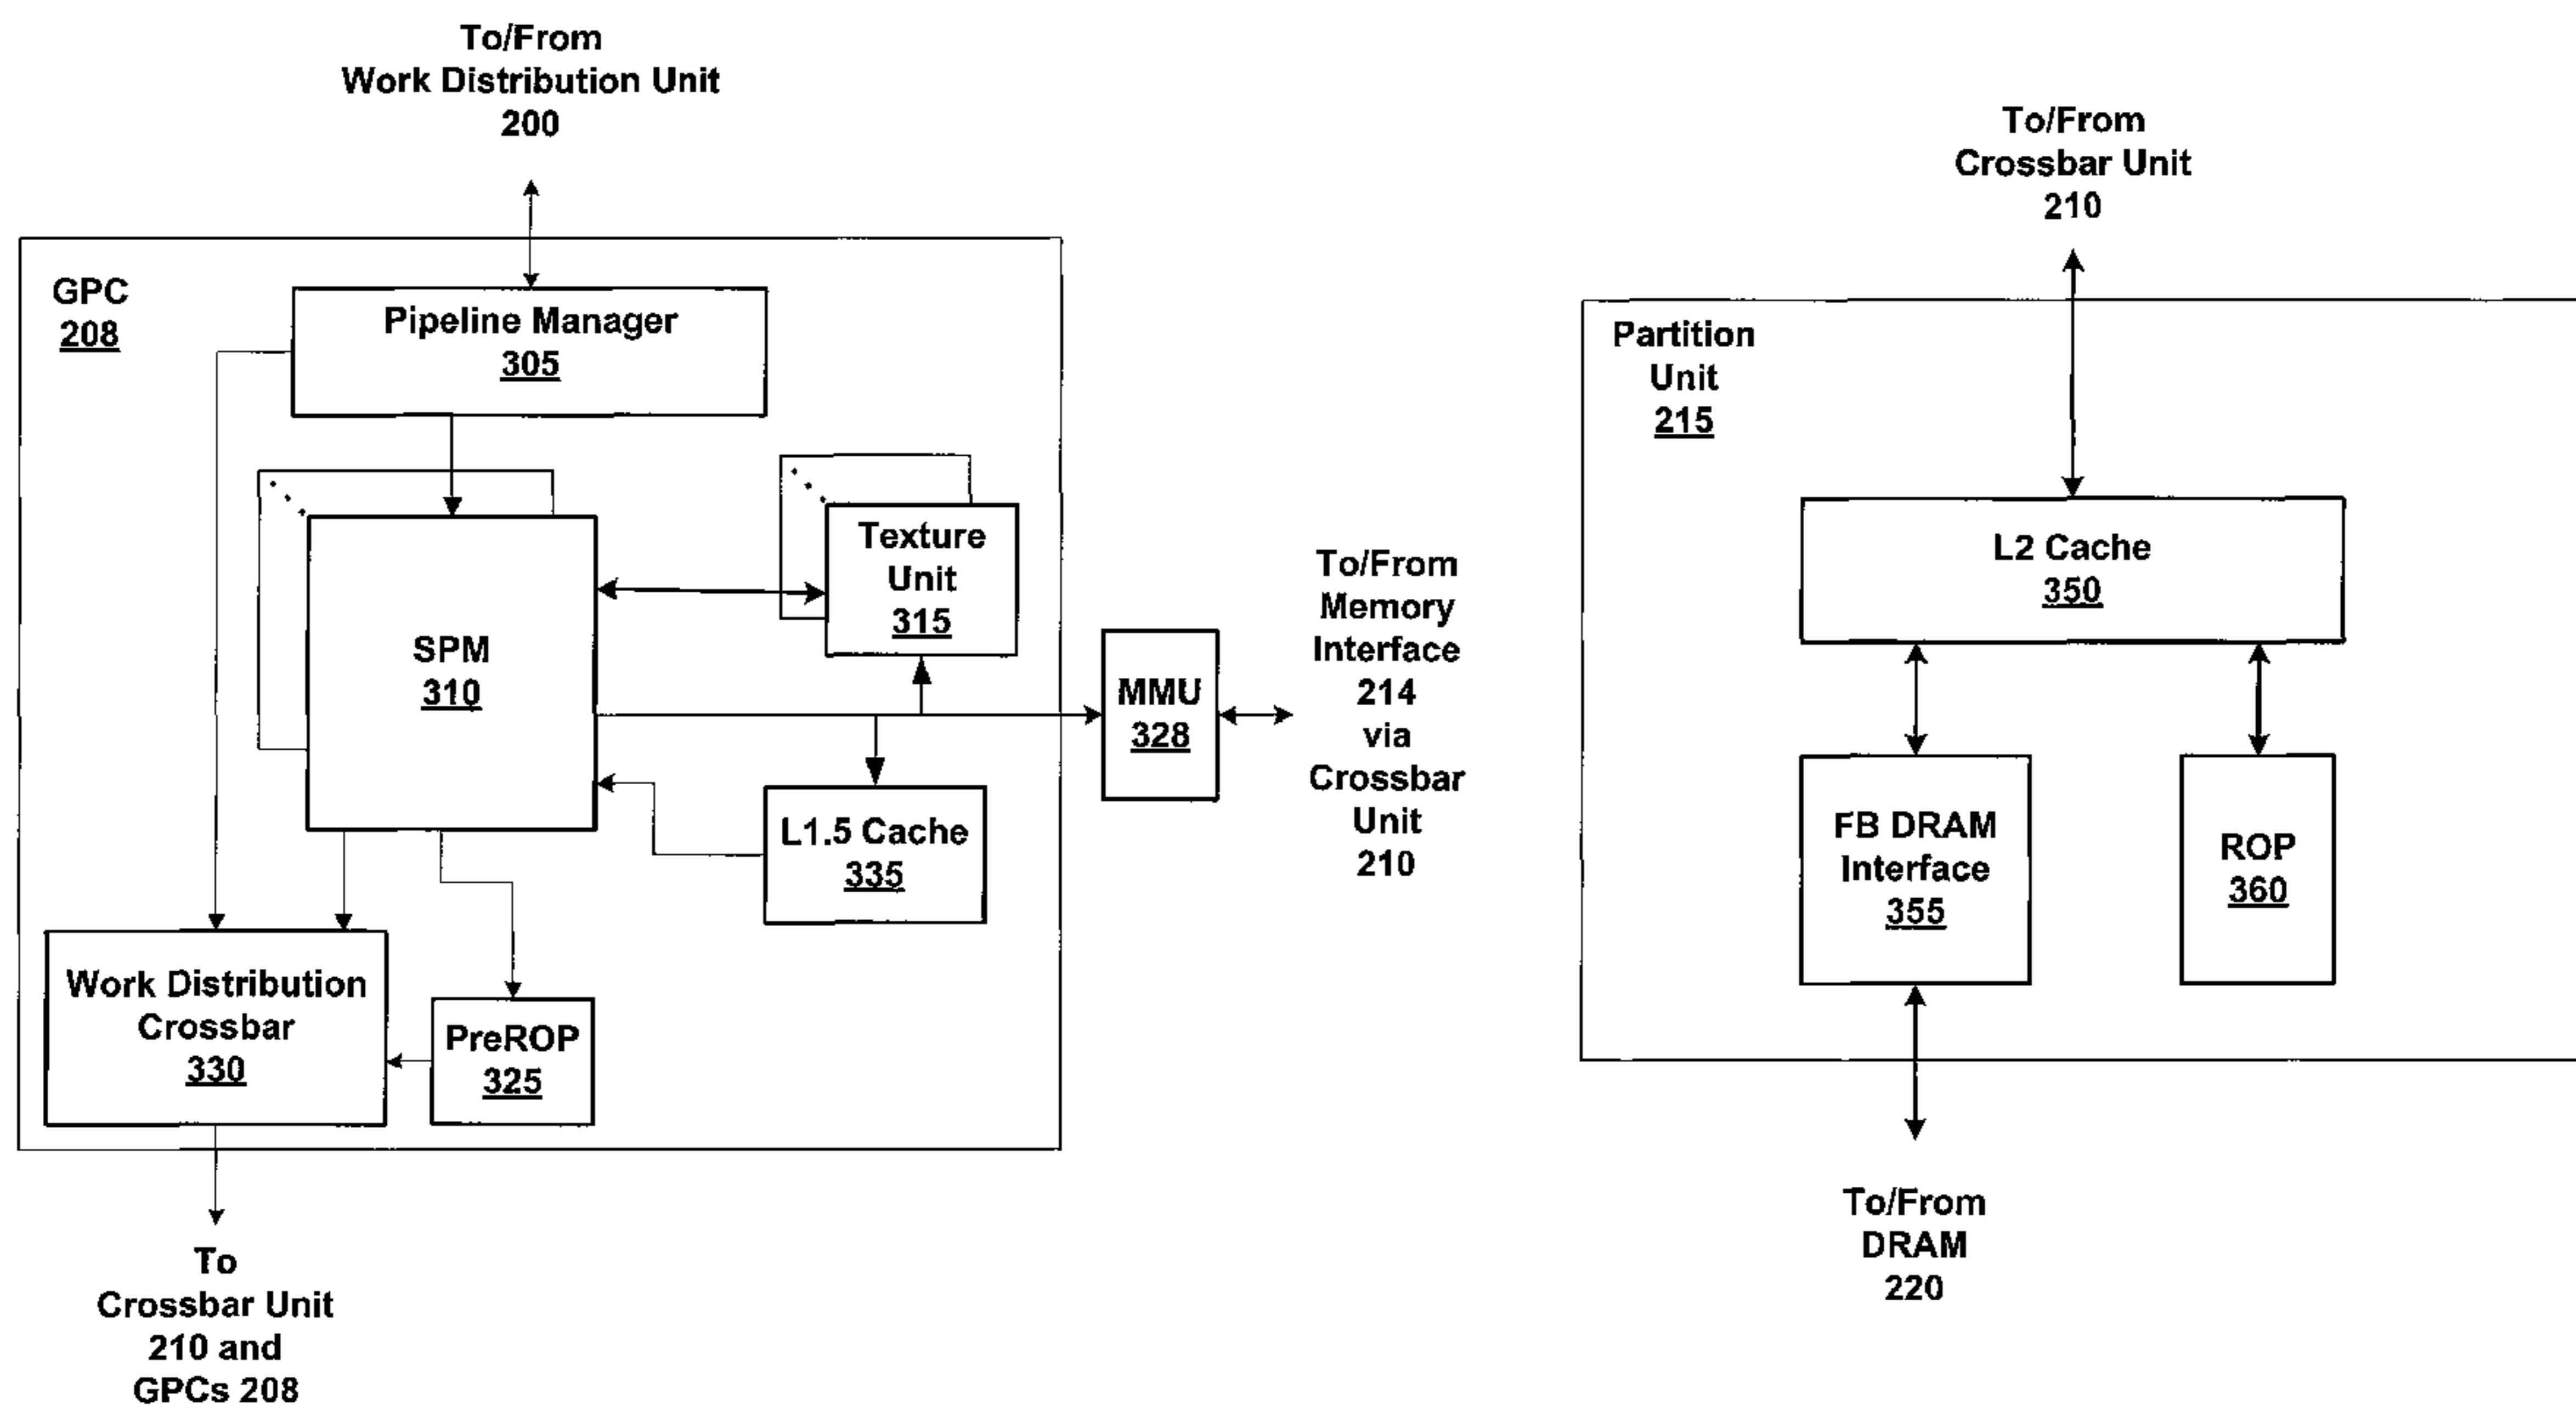 To/From
Work Distribution Unit
200
GPC
208
Pipeline Manager
305
SPM
310
Texture
Unit
315
MMU
328
To/From
Memory
Interface
214
via
Crossbar
Unit
210
L1.5 Cache
335
Work Distribution
Crossbar
330
PreROP
325
To
Crossbar Unit
210 and
GPCs 208
To/From
Crossbar Unit
210
Partition
Unit
215
L2 Cache
350
FB DRAM
Interface
355
ROP
360
To/From
DRAM
220